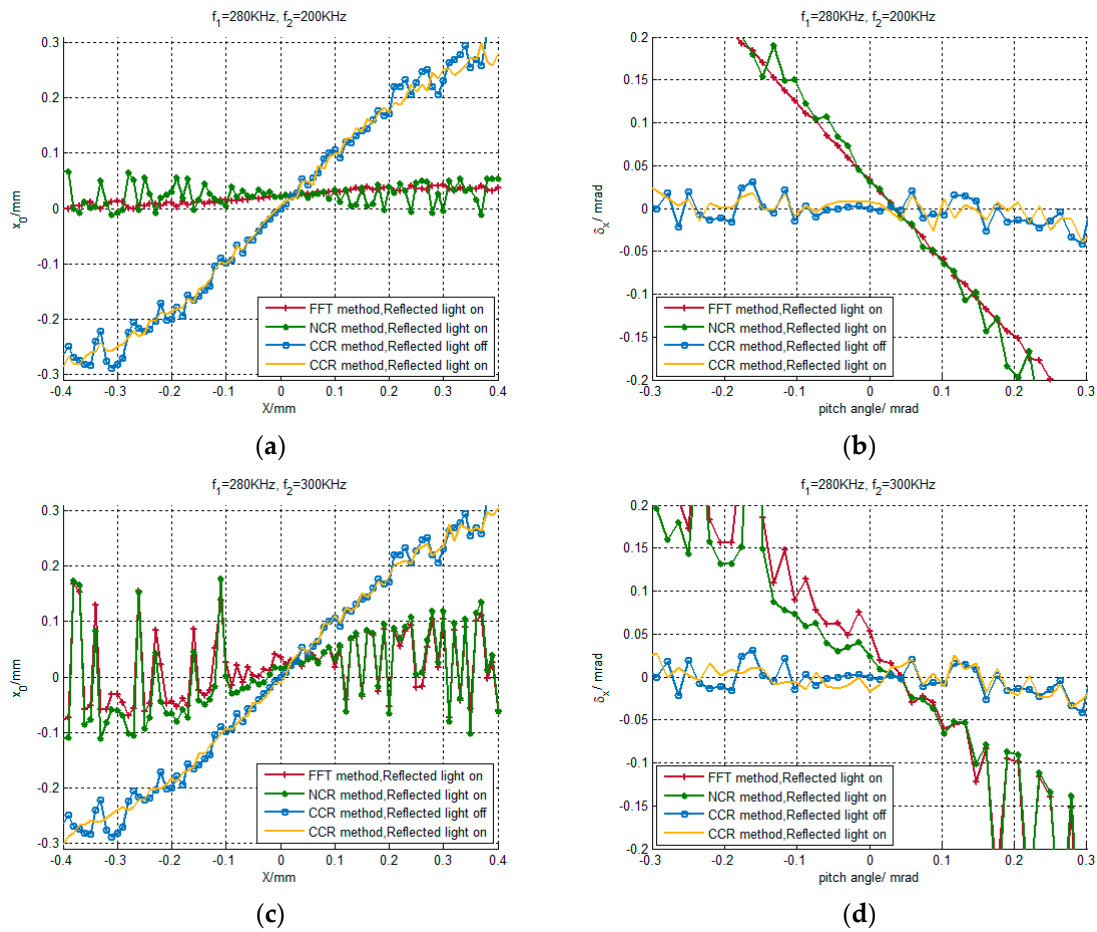 f1=280KHz, f2=200KHz
0.3
0.2
0.1
0
-0.1
-0.2
-0.3
x0/mm
-0.4 -0.3 -0.2 -0.1 0 0.1 0.2 0.3 0.4
X/mm
FFT method,Reflected light on
NCR method,Reflected light on
CCR method,Reflected light off
CCR method,Reflected light on
(a)
f1=280KHz, f2=200KHz
0.2
0.15
0.1
0.05
0
-0.05
-0.1
-0.15
-0.2
δx/ mrad
-0.3 -0.2 -0.1 0 0.1 0.2 0.3
pitch angle/ mrad
FFT method,Reflected light on
NCR method,Reflected light on
CCR method,Reflected light off
CCR method,Reflected light on
(b)
f1=280KHz, f2=300KHz
0.3
0.2
0.1
0
-0.1
-0.2
-0.3
x0/mm
-0.4 -0.3 -0.2 -0.1 0 0.1 0.2 0.3 0.4
X/mm
FFT method,Reflected light on
NCR method,Reflected light on
CCR method,Reflected light off
CCR method,Reflected light on
(c)
f1=280KHz, f2=300KHz
0.2
0.15
0.1
0.05
0
-0.05
-0.1
-0.15
-0.2
δx/ mrad
-0.3 -0.2 -0.1 0 0.1 0.2 0.3
pitch angle/ mrad
FFT method,Reflected light on
NCR method,Reflected light on
CCR method,Reflected light off
CCR method,Reflected light on
(d)